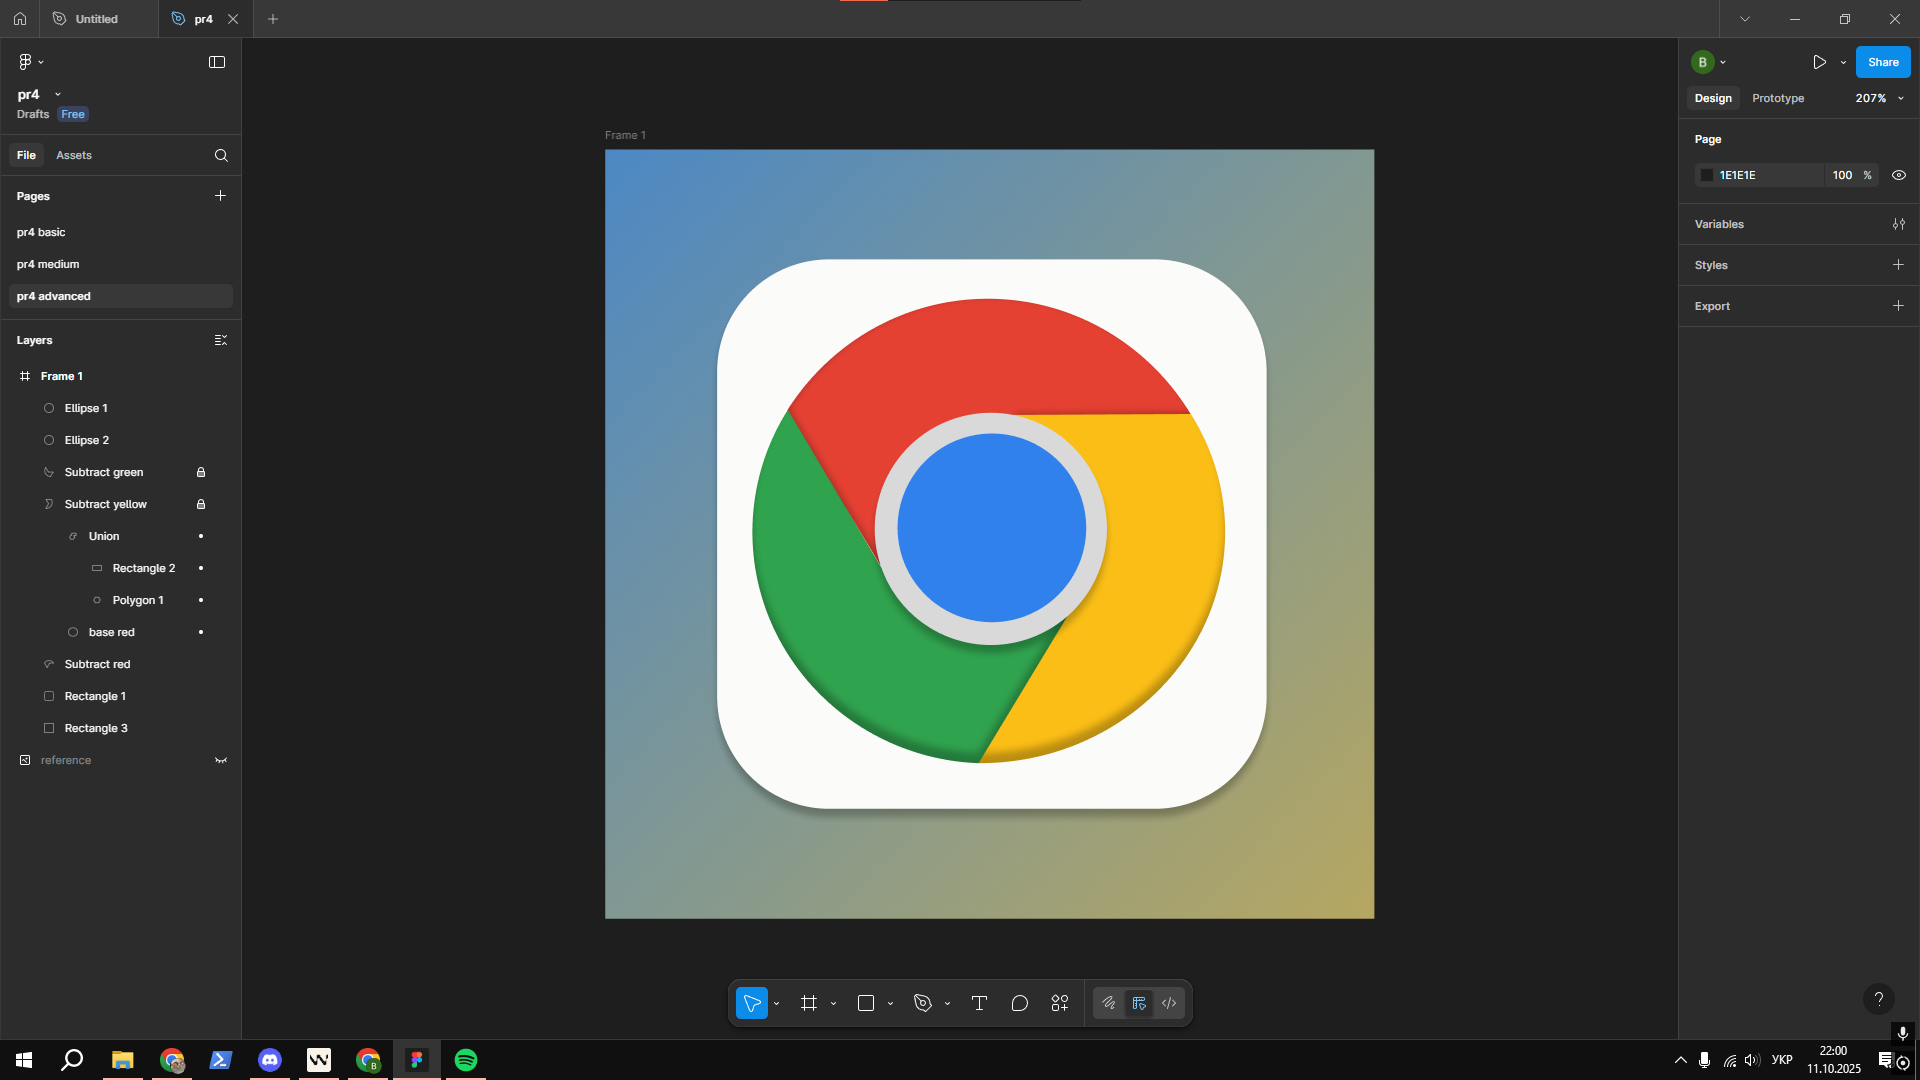 Untitled
pr4
pr4
Drafts
Free
File
Assets
Pages
pr4 basic
pr4 medium
pr4 advanced
Layers
Frame 1
Ellipse 1
Ellipse 2
Subtract green
Subtract yellow
Union
Rectangle 2
Polygon 1
base red
Subtract red
Rectangle 1
Rectangle 3
reference
Frame 1
B
Share
Design
Prototype
207%
Page
1E1E1E
100
%
Variables
Styles
Export
?
B
УКР
22:00
11.10.2025